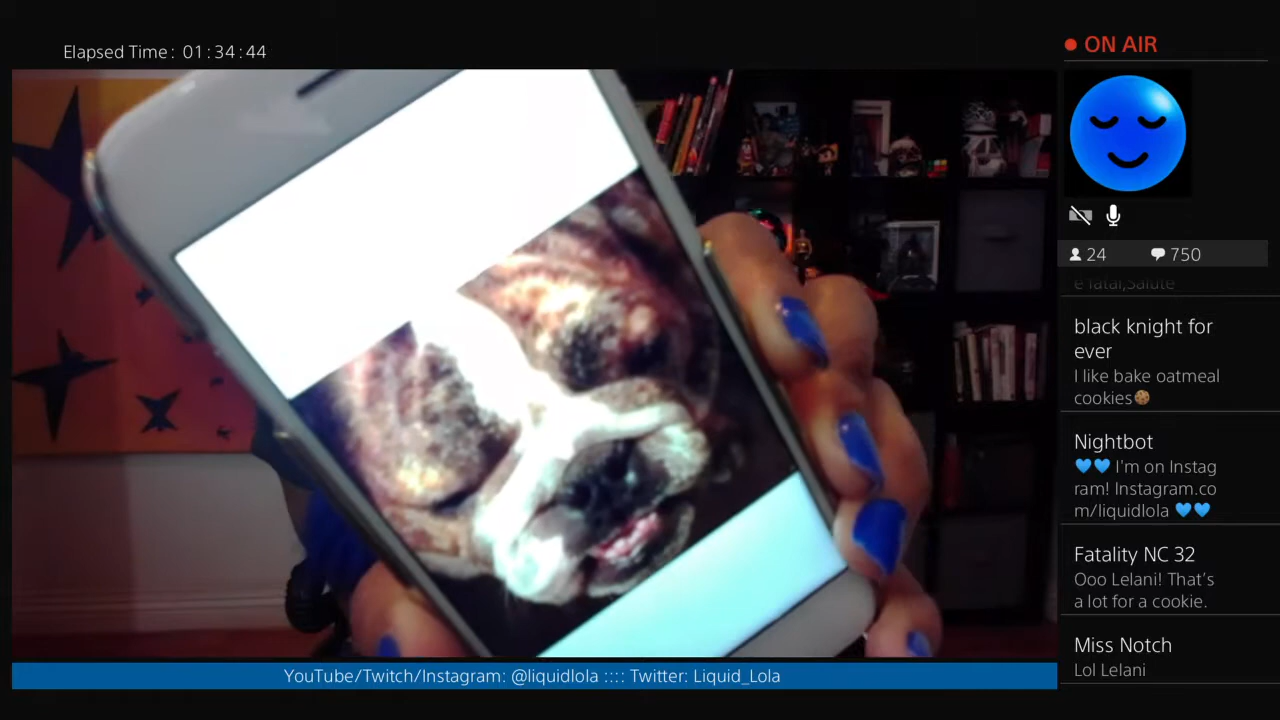 Elapsed Time: 01:34:44
ON AIR
24
750
e fatal,Salute
black knight for
ever
I like bake oatmeal
cookies🍪
Nightbot
💙💙 I'm on Instag
ram! Instagram.co
m/liquidlola 💙💙
Fatality NC 32
Ooo Lelani! That's
a lot for a cookie.
Miss Notch
Lol Lelani
YouTube/Twitch/Instagram: @liquidlola :::: Twitter: Liquid_Lola